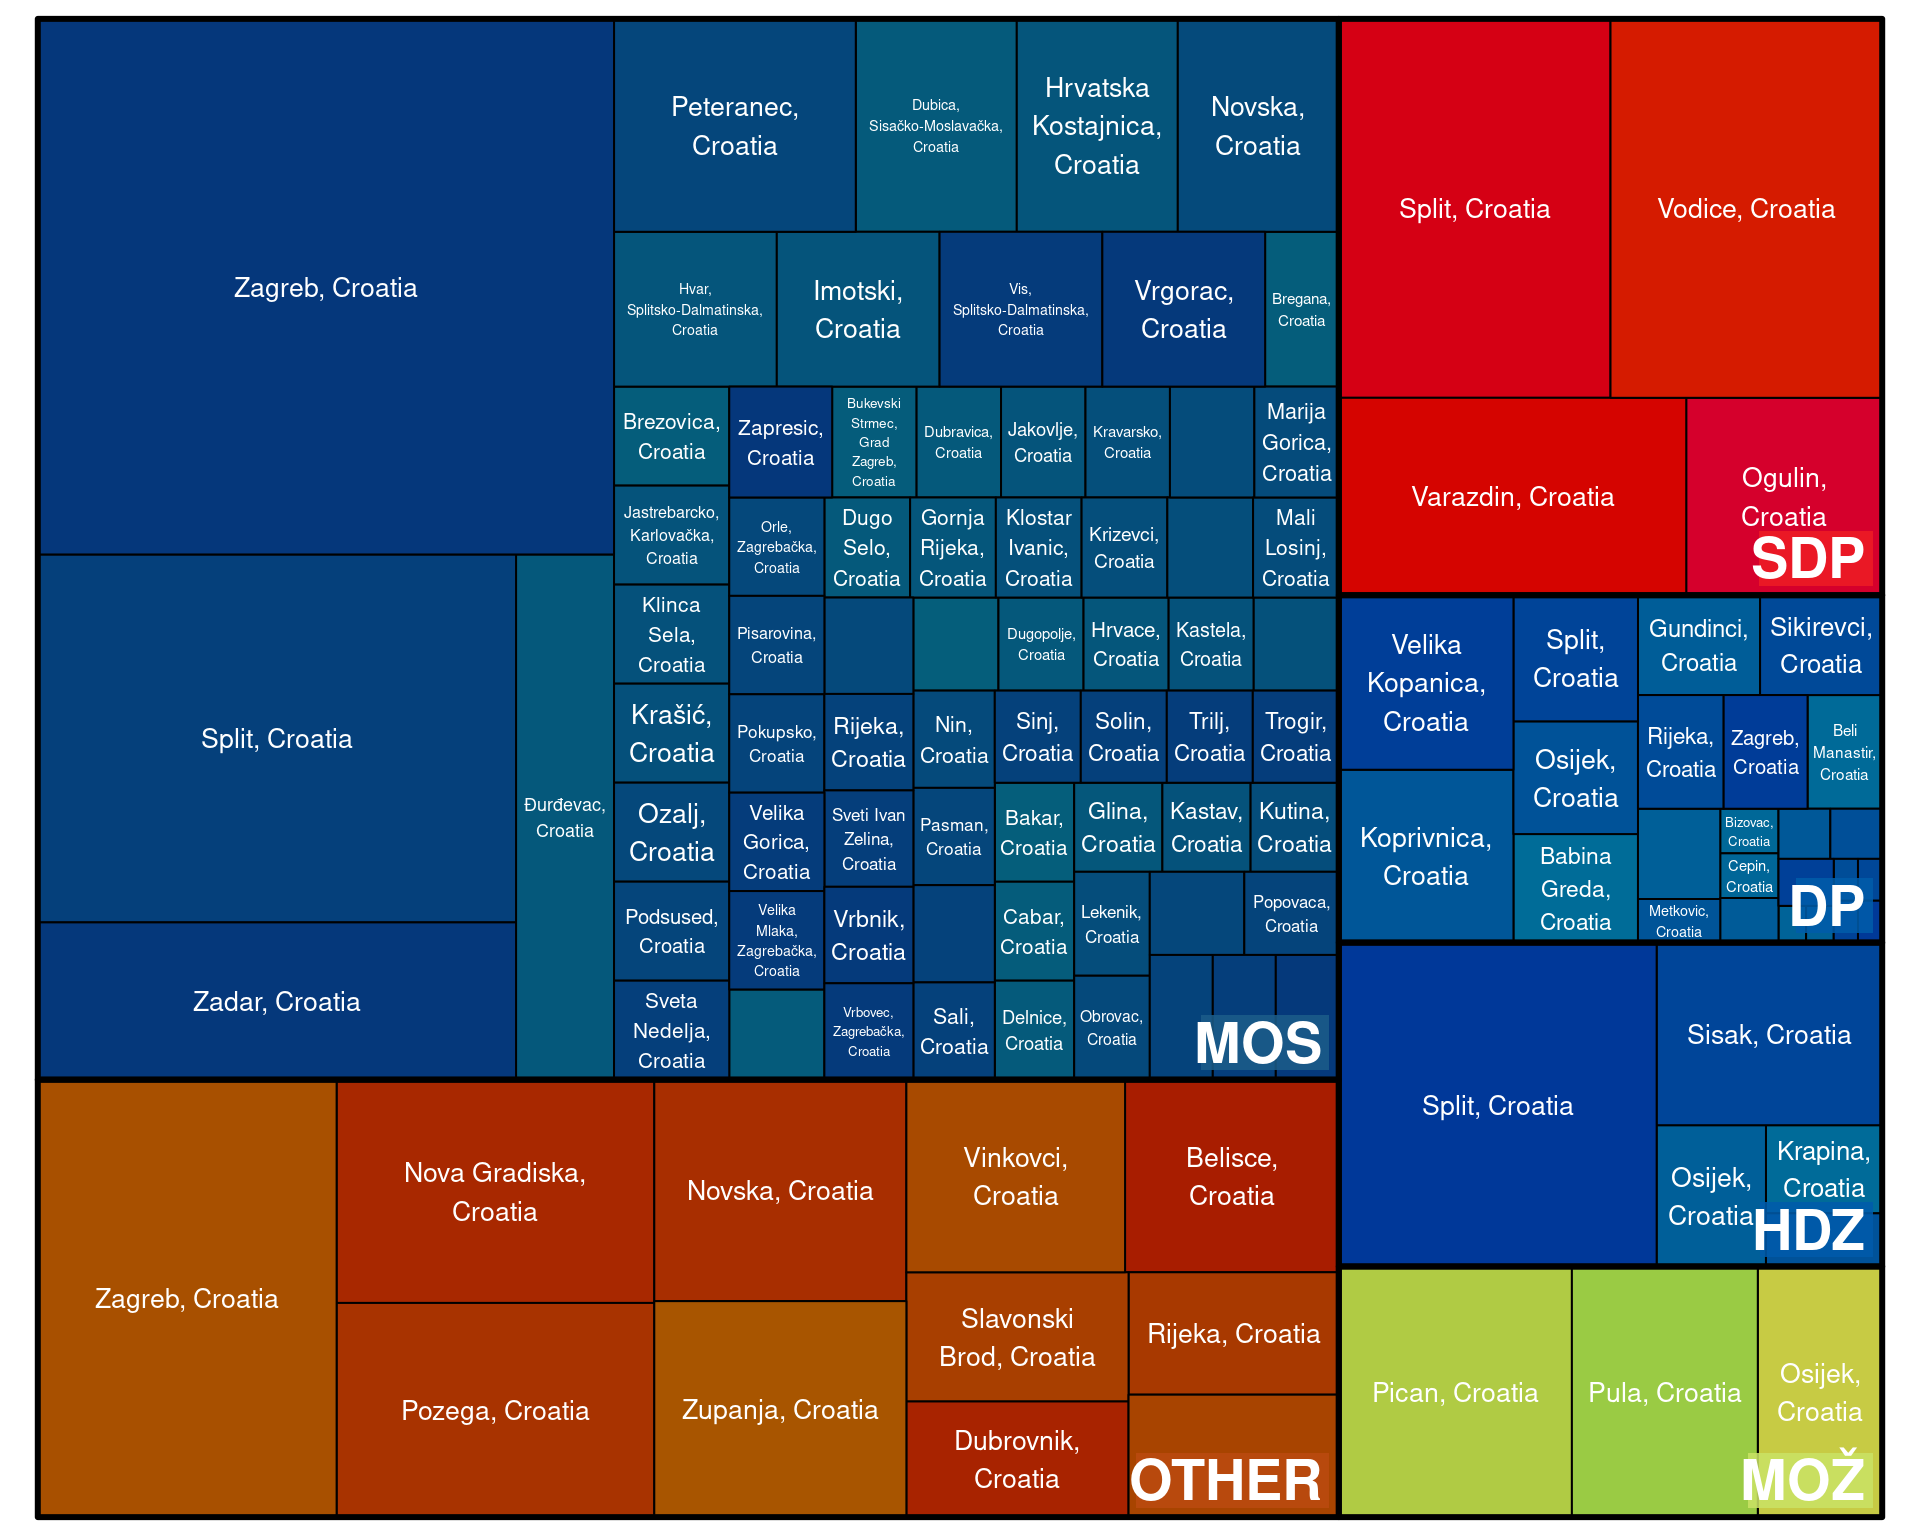 Zagreb, Croatia
Split, Croatia
Zadar, Croatia
Đurđevac,
Croatia
Peteranec,
Croatia
Dubica,
Sisačko-Moslavačka,
Croatia
Hrvatska
Kostajnica,
Croatia
Novska,
Croatia
Hvar,
Splitsko-Dalmatinska,
Croatia
Imotski,
Croatia
Vis,
Splitsko-Dalmatinska,
Croatia
Vrgorac,
Croatia
Bregana,
Croatia
Brezovica,
Croatia
Jastrebarcko,
Karlovačka,
Croatia
Klinca
Sela,
Croatia
Krašić,
Croatia
Ozalj,
Croatia
Podsused,
Croatia
Sveta
Nedelja,
Croatia
Zapresic,
Croatia
Bukevski
Strmec,
Grad
Zagreb,
Croatia
Dubravica,
Croatia
Jakovlje,
Croatia
Kravarsko,
Croatia
Marija
Gorica,
Croatia
Orle,
Zagrebačka,
Croatia
Pisarovina,
Croatia
Pokupsko,
Croatia
Velika
Gorica,
Croatia
Velika
Mlaka,
Zagrebačka,
Croatia
Dugo
Selo,
Croatia
Gornja
Rijeka,
Croatia
Klostar
Ivanic,
Croatia
Krizevci,
Croatia
Mali
Losinj,
Croatia
Rijeka,
Croatia
Sveti Ivan
Zelina,
Croatia
Vrbnik,
Croatia
Vrbovec,
Zagrebačka,
Croatia
Dugopolje,
Croatia
Hrvace,
Croatia
Kastela,
Croatia
Nin,
Croatia
Pasman,
Croatia
Sali,
Croatia
Sinj,
Croatia
Solin,
Croatia
Trilj,
Croatia
Trogir,
Croatia
Bakar,
Croatia
Cabar,
Croatia
Delnice,
Croatia
Glina,
Croatia
Kastav,
Croatia
Kutina,
Croatia
Lekenik,
Croatia
Obrovac,
Croatia
Popovaca,
Croatia
MOS
Zagreb, Croatia
Nova Gradiska,
Croatia
Pozega, Croatia
Novska, Croatia
Zupanja, Croatia
Vinkovci,
Croatia
Belisce,
Croatia
Slavonski
Brod, Croatia
Rijeka, Croatia
Dubrovnik,
Croatia
OTHER
Split, Croatia
Vodice, Croatia
Varazdin, Croatia
Ogulin,
Croatia
SDP
Velika
Kopanica,
Croatia
Koprivnica,
Croatia
Split,
Croatia
Osijek,
Croatia
Babina
Greda,
Croatia
Gundinci,
Croatia
Sikirevci,
Croatia
Rijeka,
Croatia
Zagreb,
Croatia
Beli
Manastir,
Croatia
Bizovac,
Croatia
Cepin,
Croatia
Metkovic,
Croatia
DP
Split, Croatia
Sisak, Croatia
Osijek,
Croatia
Krapina,
Croatia
HDZ
Pican, Croatia
Pula, Croatia
Osijek,
Croatia
MOŽ